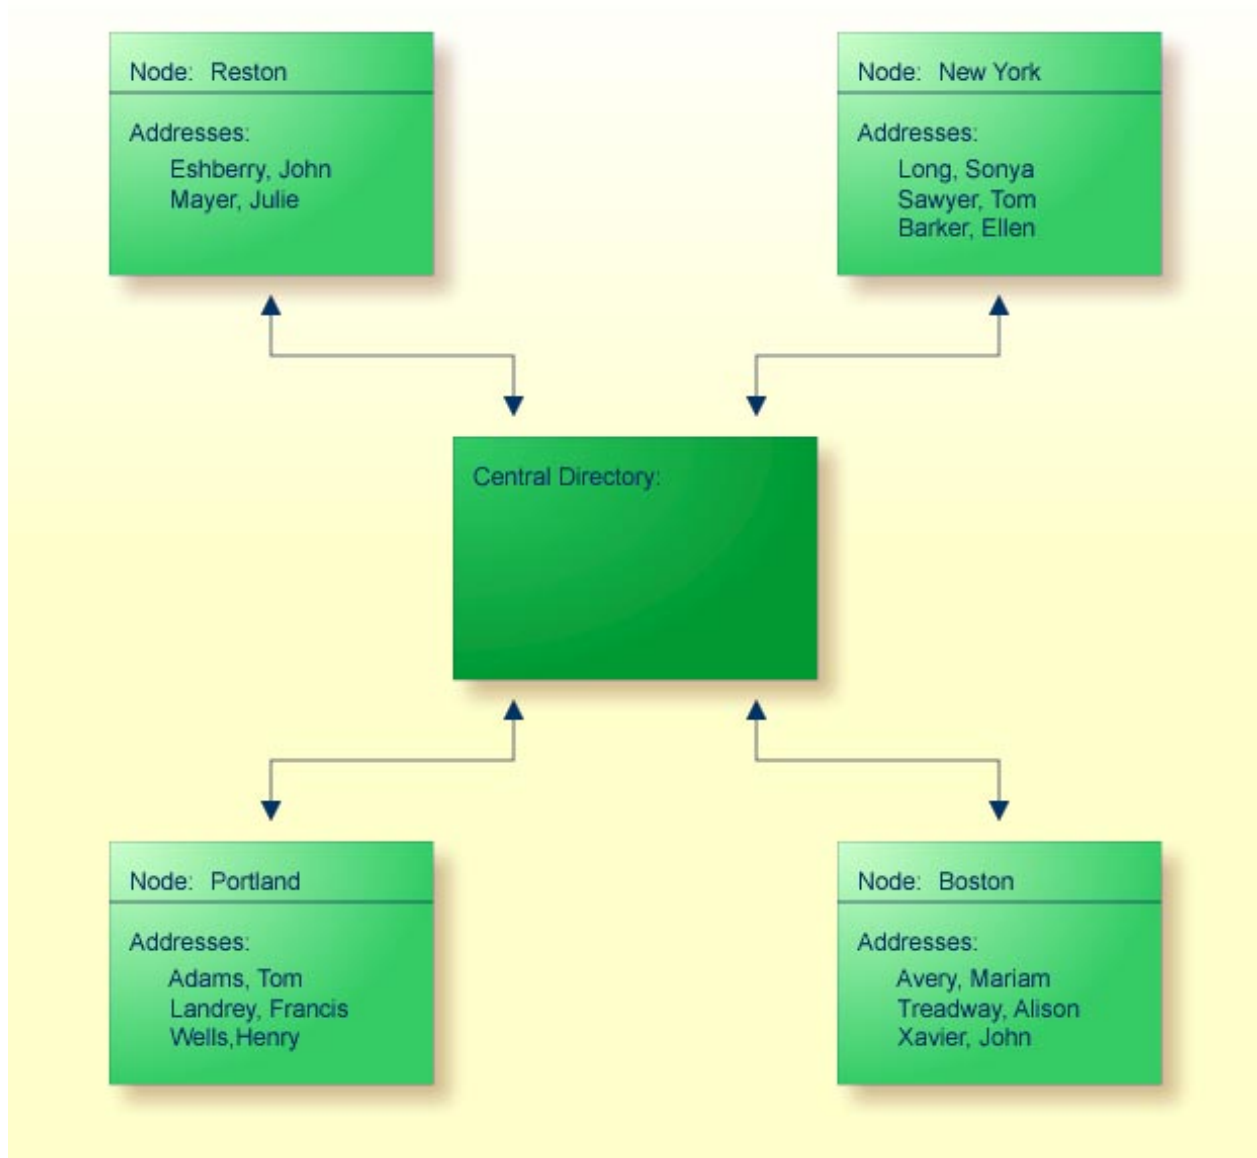 Node: Reston
Addresses:
Eshberry, John
Mayer, Julie
Node: New York
Addresses:
Long, Sonya
Sawyer, Tom
Barker, Ellen
Central Directory:
Node: Portland
Addresses:
Adams, Tom
Landrey, Francis
Wells,Henry
Node: Boston
Addresses:
Avery, Mariam
Treadway, Alison
Xavier, John